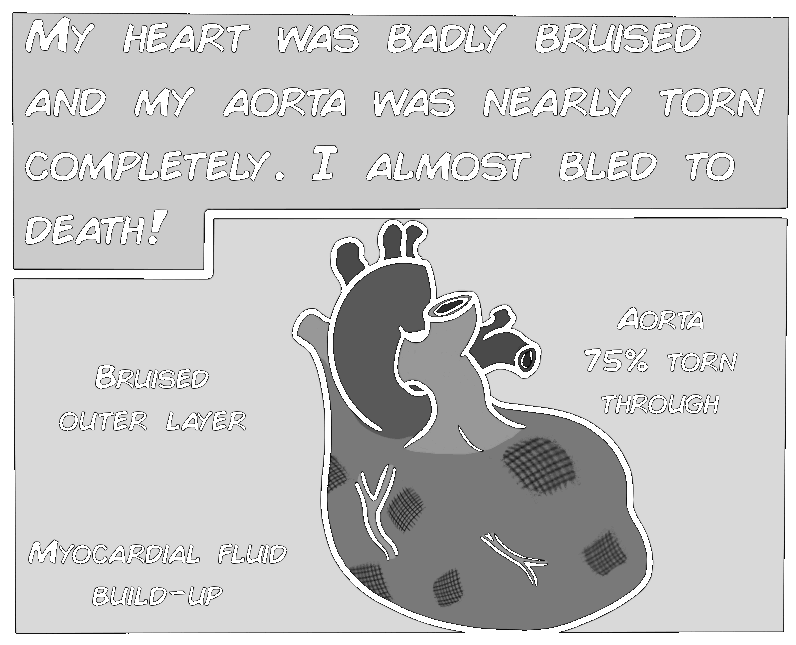 My heart was badly bruised
and my aorta was nearly torn
completely. I almost bled to
death!
Aorta
75% torn
through
Bruised
outer layer
Myocardial fluid
build-up